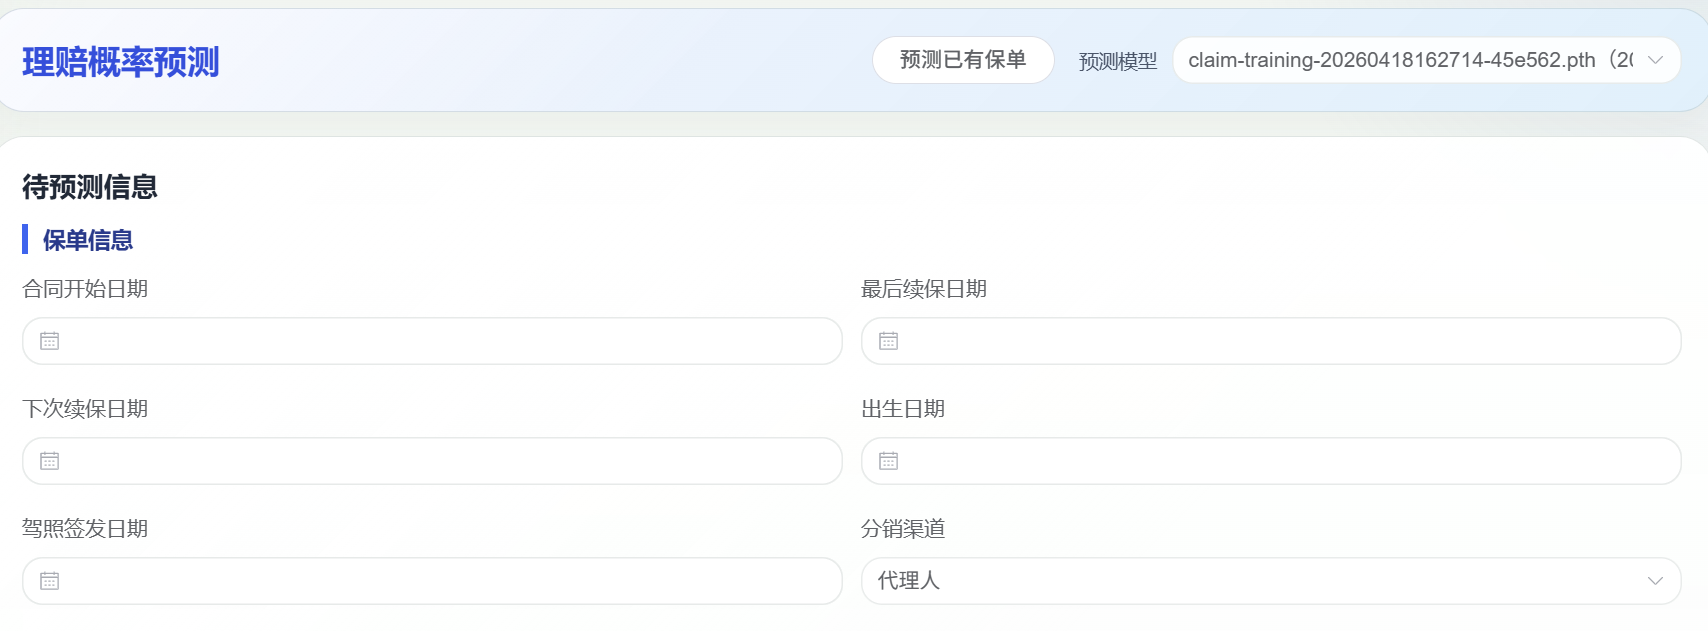 理赔概率预测
预测已有保单
预测模型
claim-training-20260418162714-45e562.pth（20
待预测信息
保单信息
合同开始日期
最后续保日期
下次续保日期
出生日期
驾照签发日期
分销渠道
代理人